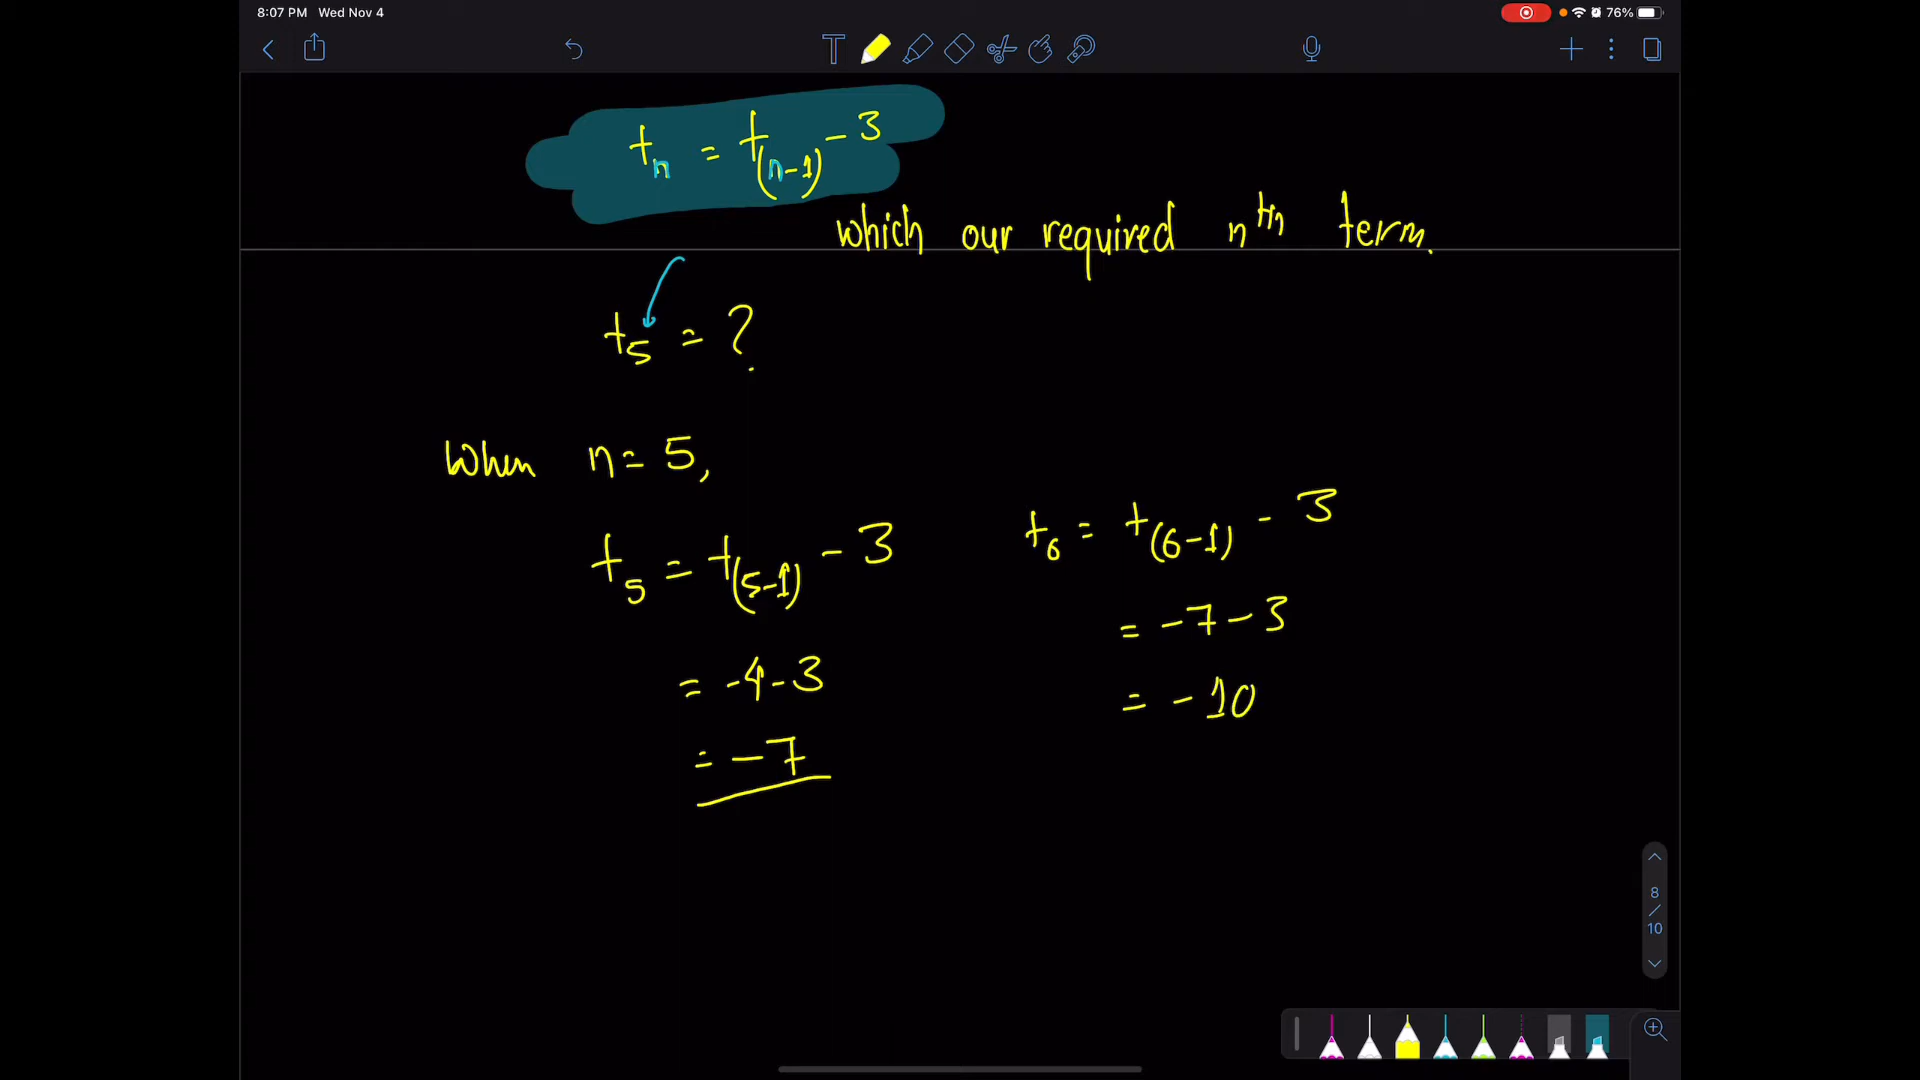 8:07 PM Wed Nov 4
76%
tₙ = t₍ₙ₋₁₎ - 3
which our required nᵗʰ term.
t₅ = ?
When n = 5,
t₅ = t₍₅₋₁₎ - 3
= -4 - 3
= -7
t₆ = t₍₆₋₁₎ - 3
= -7 - 3
= -10
8
/
10